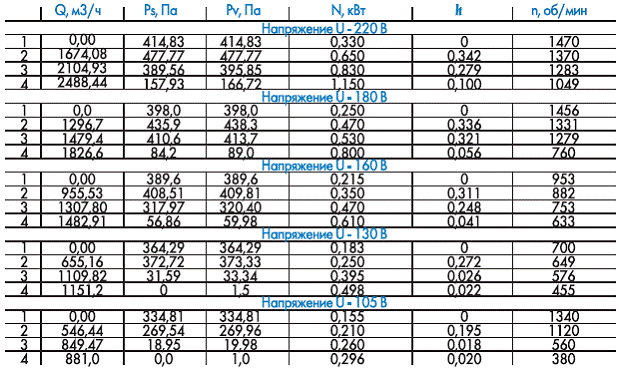 Q, м3/ч Ps, Па Pv, Па N, кВт h n, об/мин
Напряжение U - 220 В
1 0,00 414,83 414,83 0,330 0 1470
2 1674,08 477,77 477,77 0,650 0,342 1370
3 2104,93 389,56 395,85 0,830 0,279 1283
4 2488,44 157,93 166,72 1,150 0,100 1049
Напряжение U - 180 В
1 0,0 398,0 398,0 0,250 0 1456
2 1296,7 435,9 438,3 0,470 0,336 1331
3 1479,4 410,6 413,7 0,530 0,321 1279
4 1826,6 84,2 89,0 0,800 0,056 760
Напряжение U - 160 В
1 0,00 389,6 389,6 0,215 0 953
2 955,53 408,51 409,81 0,350 0,311 882
3 1307,80 317,97 320,40 0,470 0,248 753
4 1482,91 56,86 59,98 0,610 0,041 633
Напряжение U - 130 В
1 0,00 364,29 364,29 0,183 0 700
2 655,16 372,72 373,33 0,250 0,272 649
3 1109,82 31,59 33,34 0,395 0,026 576
4 1151,2 0 1,5 0,498 0,022 455
Напряжение U - 105 В
1 0,00 334,81 334,81 0,155 0 1340
2 546,44 269,54 269,96 0,210 0,195 1120
3 849,47 18,95 19,98 0,260 0,018 560
4 881,0 0,0 1,0 0,296 0,020 380